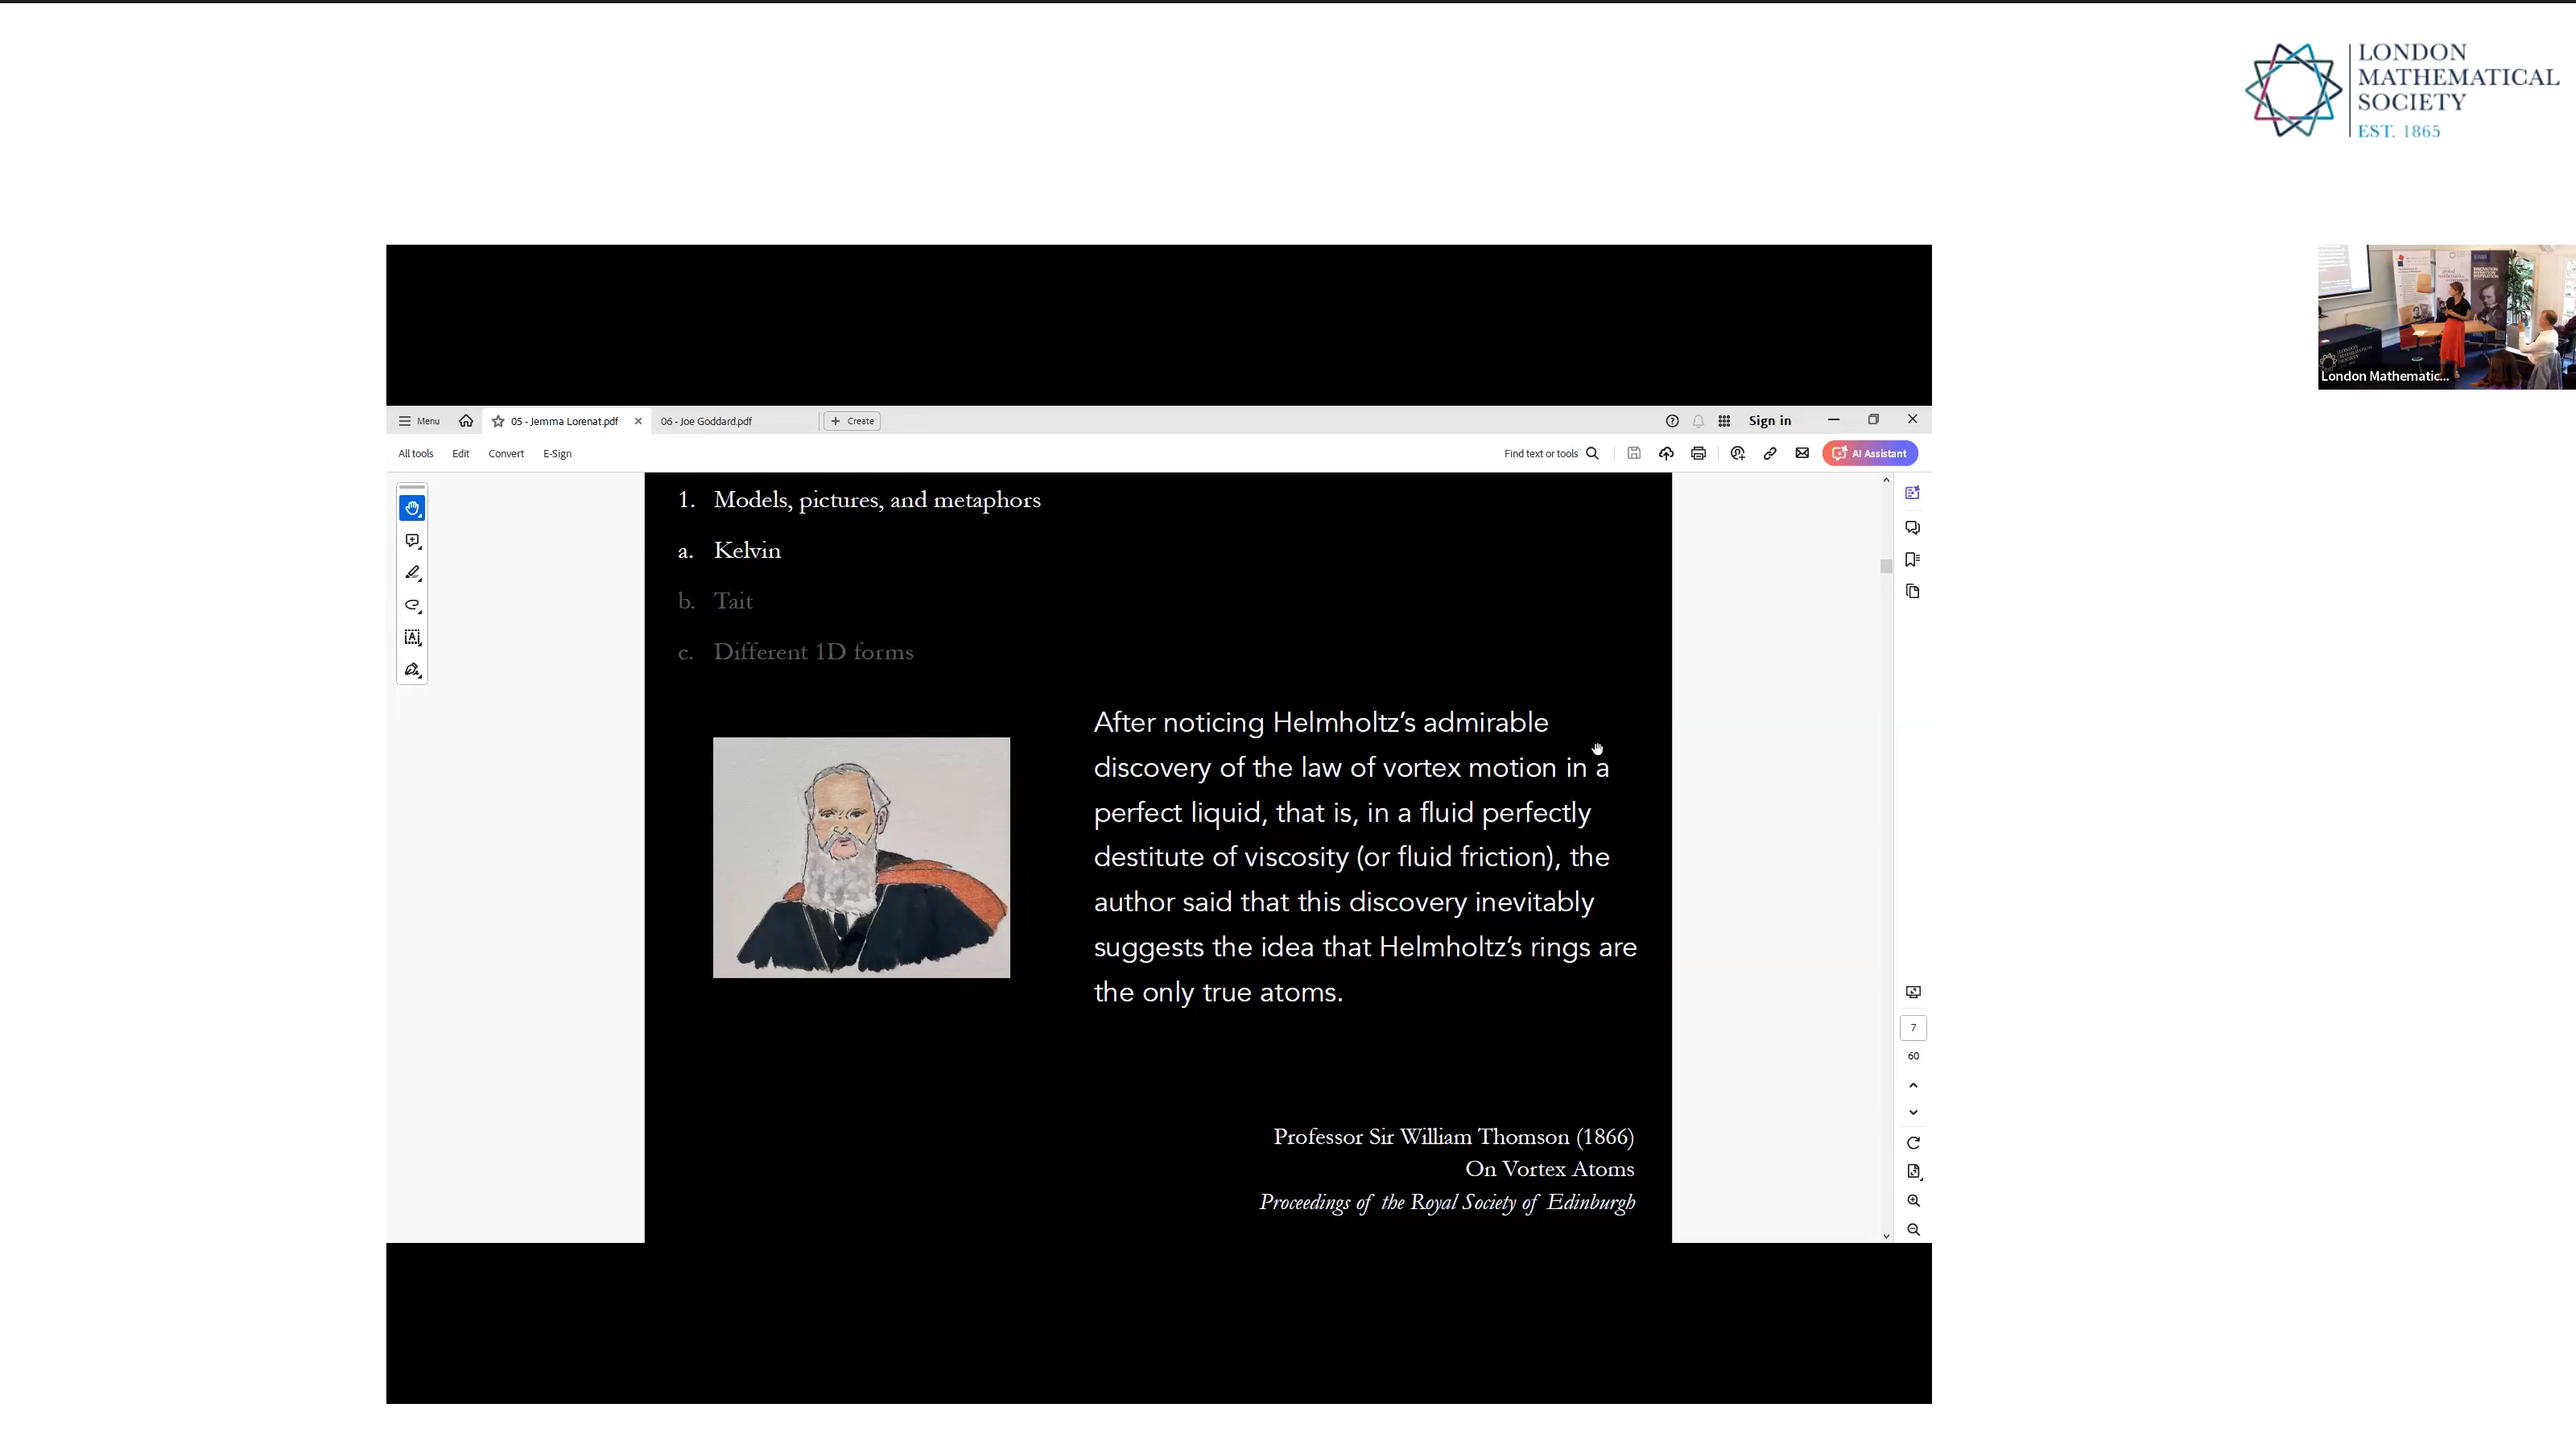 LONDON
MATHEMATICAL
SOCIETY
EST. 1865
London Mathematic...
Menu
05 - Jemma Lorenat.pdf
06 - Joe Goddard.pdf
Create
Sign in
All tools
Edit
Convert
E-Sign
Find text or tools
AI Assistant
1. Models, pictures, and metaphors
a. Kelvin
b. Tait
c. Different 1D forms
After noticing Helmholtz's admirable
discovery of the law of vortex motion in a
perfect liquid, that is, in a fluid perfectly
destitute of viscosity (or fluid friction), the
author said that this discovery inevitably
suggests the idea that Helmholtz's rings are
the only true atoms.
Professor Sir William Thomson (1866)
On Vortex Atoms
Proceedings of the Royal Society of Edinburgh
7
60